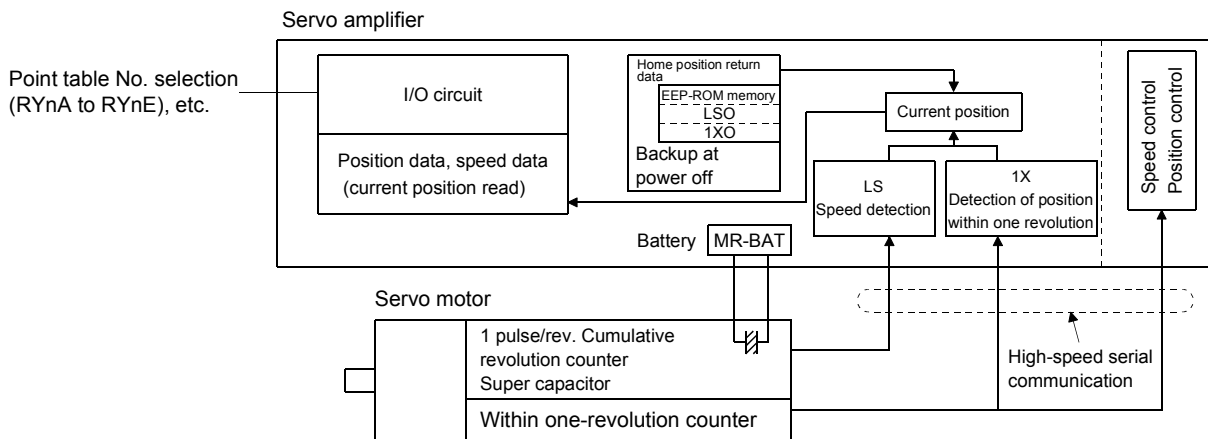 Servo amplifier
Point table No. selection
(RYnA to RYnE), etc.
I/O circuit
Position data, speed data
(current position read)
Home position return
data
EEP-ROM memory
LSO
1XO
Backup at
power off
Current position
LS
Speed detection
1X
Detection of position
within one revolution
Speed control
Position control
Battery
MR-BAT
Servo motor
1 pulse/rev. Cumulative
revolution counter
Super capacitor
Within one-revolution counter
High-speed serial
communication